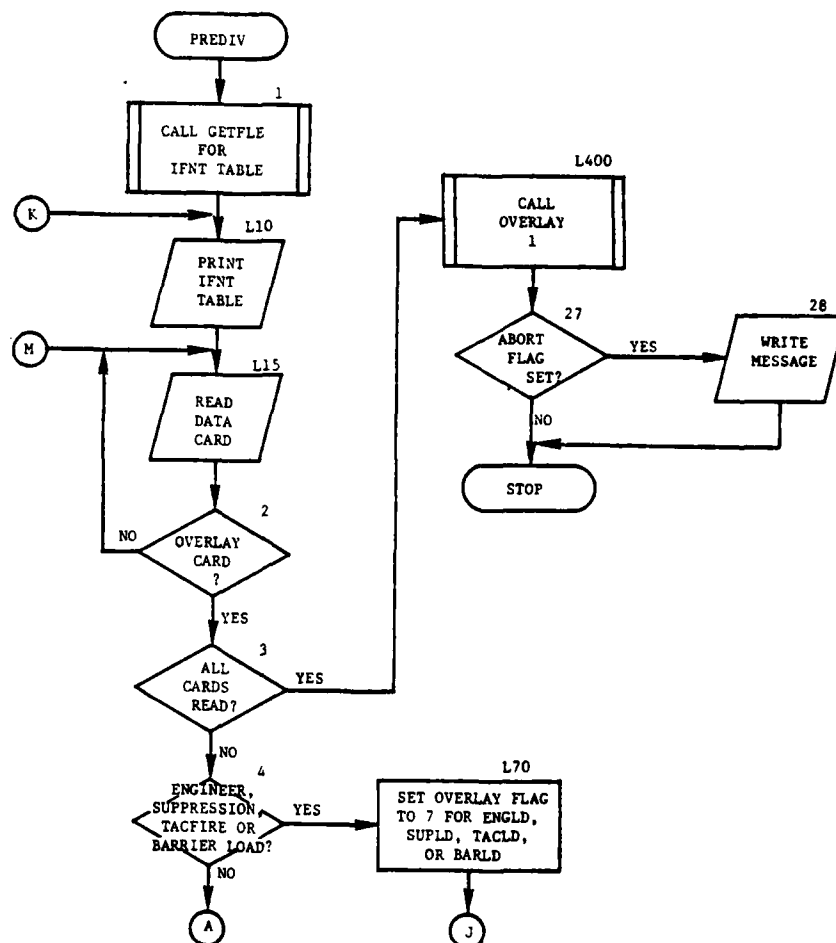 PREDIV
1
CALL GETFLE
FOR
IFNT TABLE
K
L10
PRINT
IFNT
TABLE
M
L15
READ
DATA
CARD
2
NO
OVERLAY
CARD
?
YES
3
ALL
CARDS
READ?
YES
NO
4
ENGINEER,
SUPPRESSION,
TACFIRE OR
BARRIER LOAD?
YES
NO
A
L70
SET OVERLAY FLAG
TO 7 FOR ENGLD,
SUPLD, TACLD,
OR BARLD
J
L400
CALL
OVERLAY
1
27
ABORT
FLAG
SET?
YES
NO
28
WRITE
MESSAGE
STOP